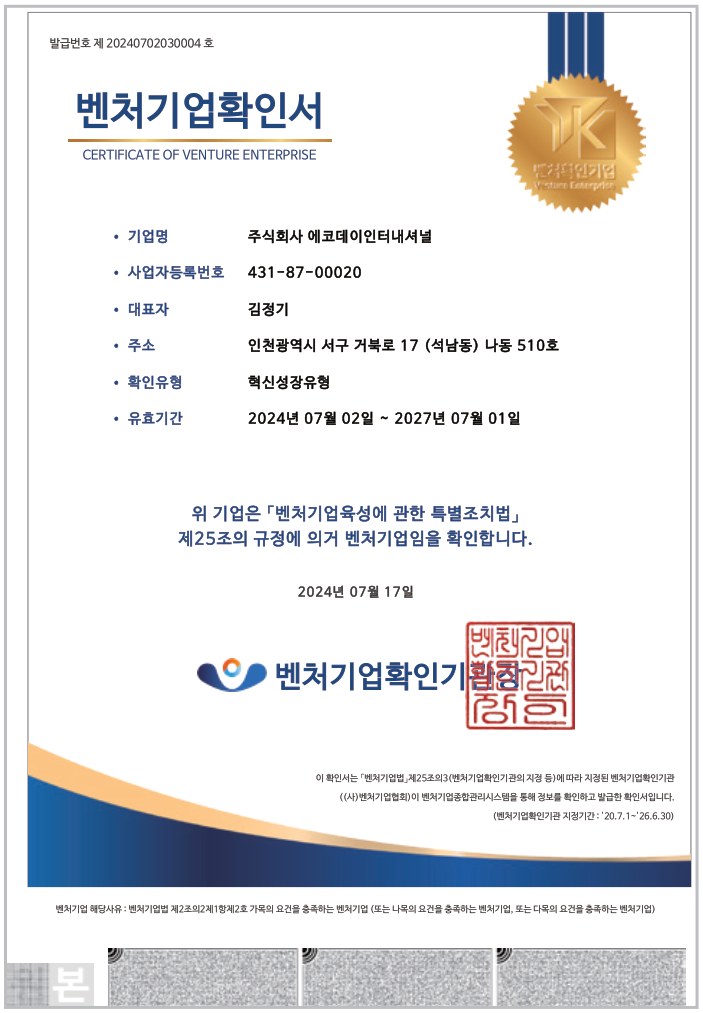 발급번호 제 20240702030004 호
벤처기업확인서
CERTIFICATE OF VENTURE ENTERPRISE
벤처확인기업
Venture Enterprise
• 기업명 주식회사 에코데이인터내셔널
• 사업자등록번호 431-87-00020
• 대표자 김정기
• 주소 인천광역시 서구 거북로 17 (석남동) 나동 510호
• 확인유형 혁신성장유형
• 유효기간 2024년 07월 02일 ~ 2027년 07월 01일
위 기업은 「벤처기업육성에 관한 특별조치법」
제25조의 규정에 의거 벤처기업임을 확인합니다.
2024년 07월 17일
벤처기업확인기관장
이 확인서는 「벤처기업법」제25조의3(벤처기업확인기관의 지정 등)에 따라 지정된 벤처기업확인기관
((사)벤처기업협회)이 벤처기업종합관리시스템을 통해 정보를 확인하고 발급한 확인서입니다.
(벤처기업확인기관 지정기간 : '20.7.1~'26.6.30)
벤처기업 해당사유 : 벤처기업법 제2조의2제1항제2호 가목의 요건을 충족하는 벤처기업 (또는 나목의 요건을 충족하는 벤처기업, 또는 다목의 요건을 충족하는 벤처기업)
본